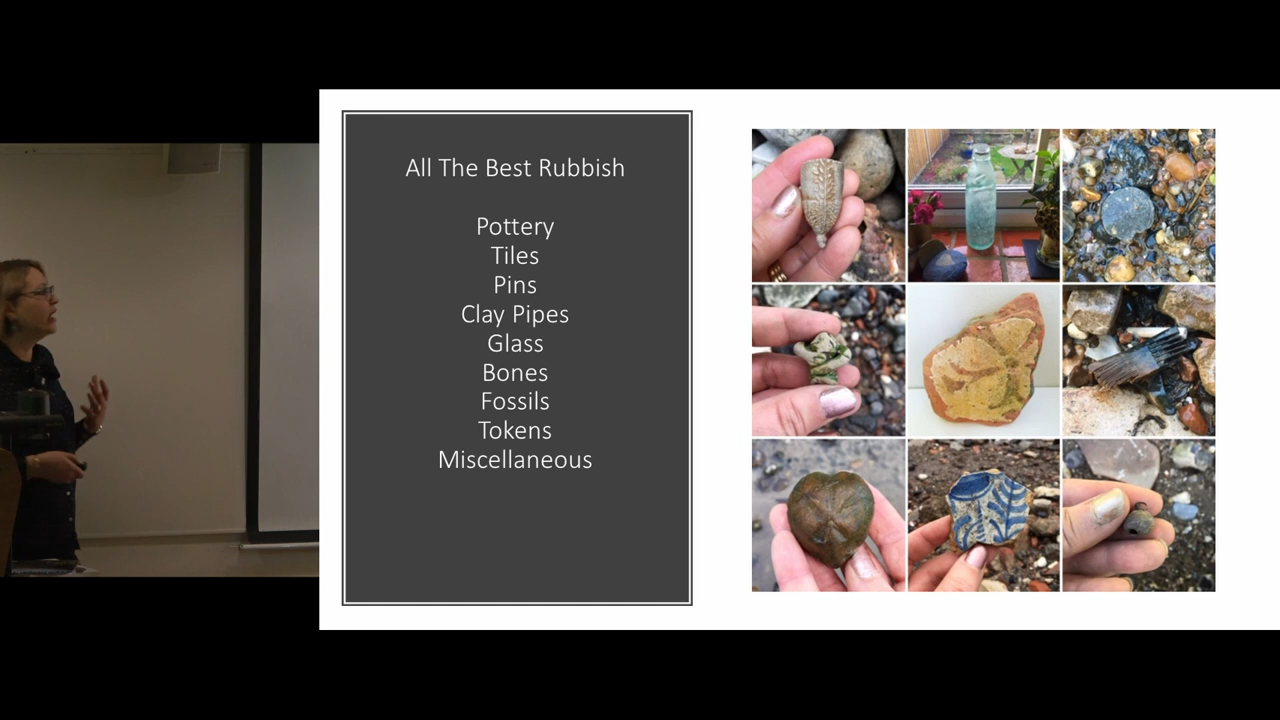 All The Best Rubbish
Pottery
Tiles
Pins
Clay Pipes
Glass
Bones
Fossils
Tokens
Miscellaneous